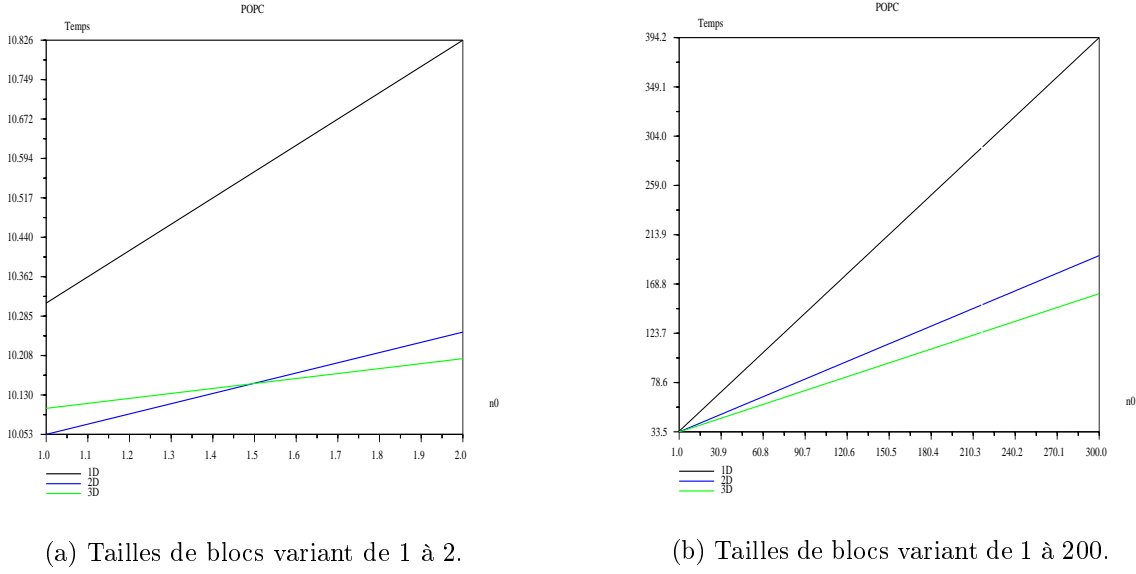 POPC
Temps
10.826
10.749
10.672
10.594
10.517
10.440
10.362
10.285
10.208
10.130
10.053
1.0 1.1 1.2 1.3 1.4 1.5 1.6 1.7 1.8 1.9 2.0
n0
1D
2D
3D
(a) Tailles de blocs variant de 1 à 2.
POPC
Temps
394.2
349.1
304.0
259.0
213.9
168.8
123.7
78.6
33.5
1.0 30.9 60.8 90.7 120.6 150.5 180.4 210.3 240.2 270.1 300.0
n0
1D
2D
3D
(b) Tailles de blocs variant de 1 à 200.